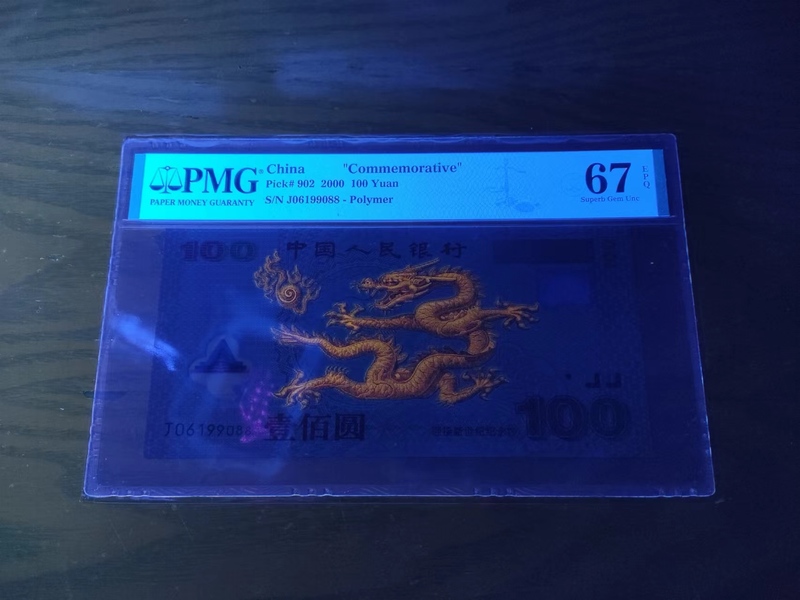 PMG
PAPER MONEY GUARANTY
China "Commemorative"
Pick# 902 2000 100 Yuan
S/N J06199088 - Polymer
67
EPQ
Superb Gem Unc
100
中国人民银行
J06199088
壹佰圆
100